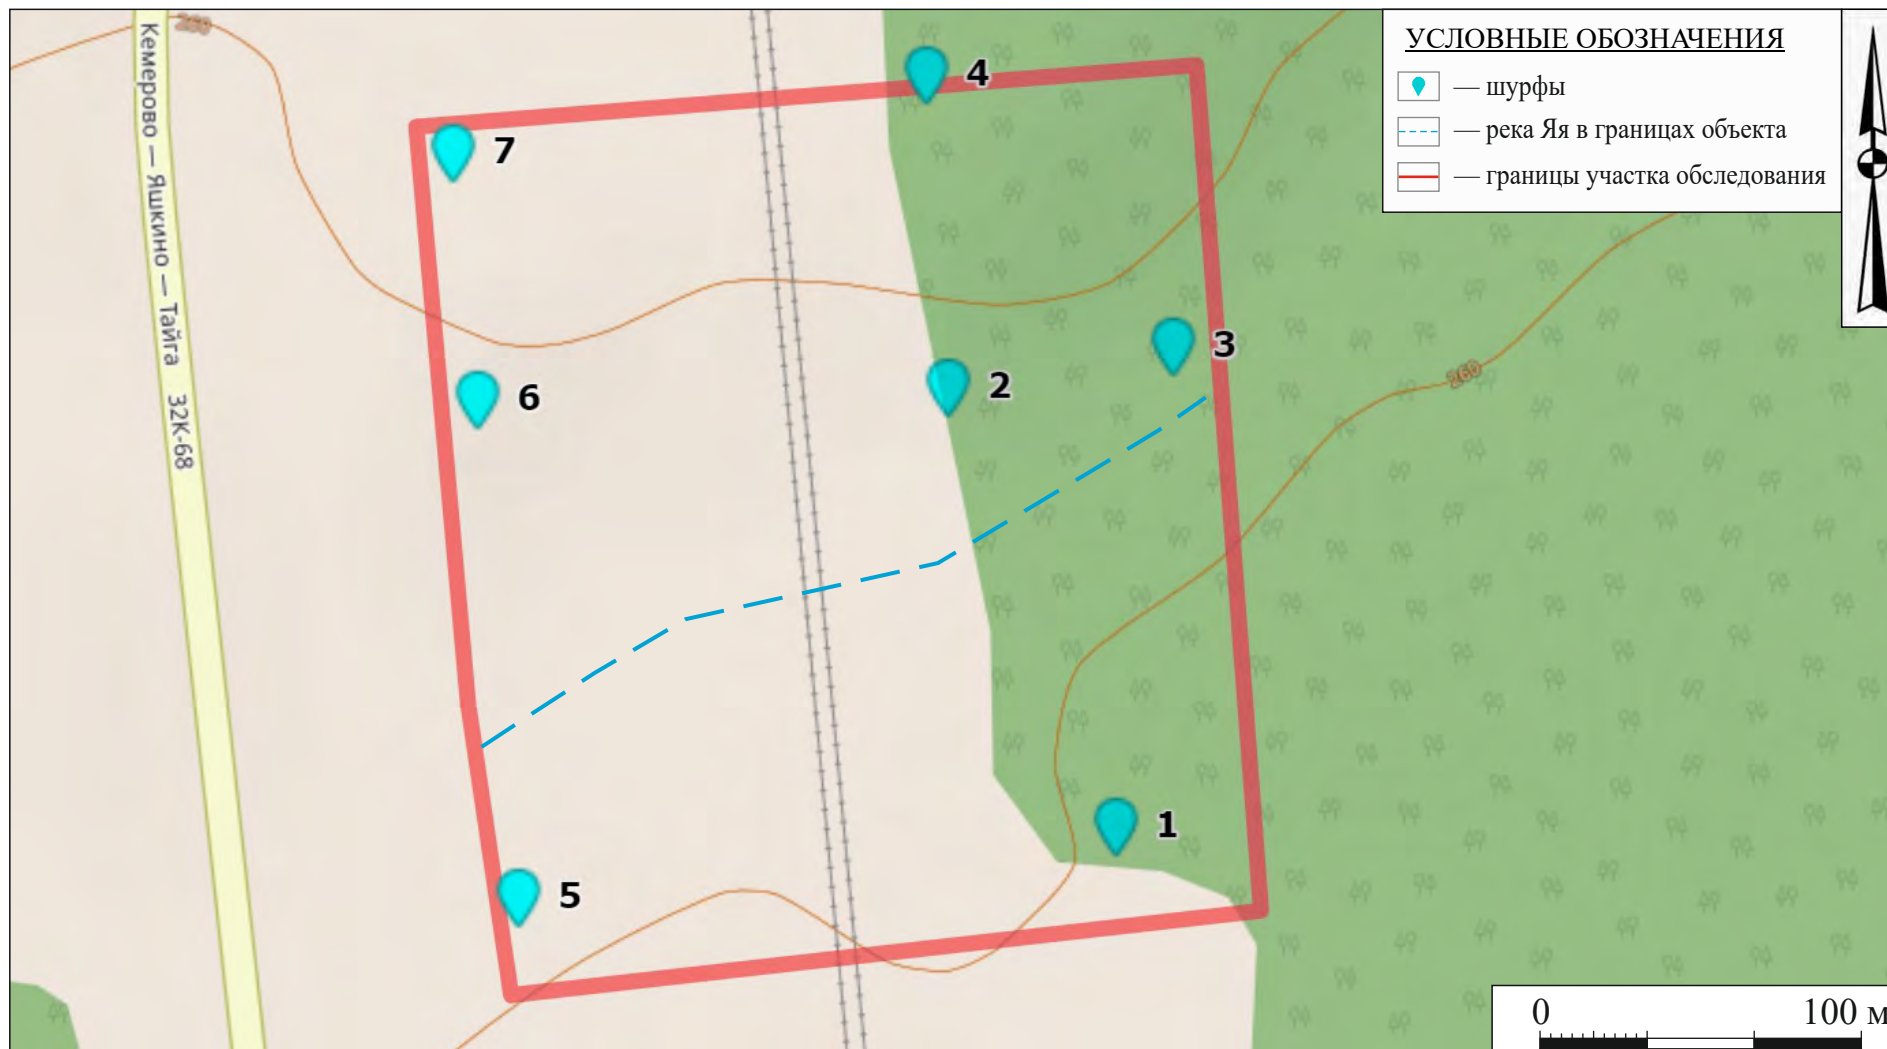 УСЛОВНЫЕ ОБОЗНАЧЕНИЯ
— шурфы
— река Яя в границах объекта
— границы участка обследования
Кемерово — Яшкино — Тайга 32К-68
4
7
3
2
6
260
1
5
0 100 м